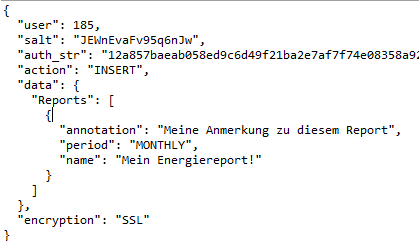 {
"user": 185,
"salt": "JEWnEvaFv95q6nJw",
"auth_str": "12a857baeab058ed9c6d49f21ba2e7af7f74e08358a92
"action": "INSERT",
"data": {
"Reports": [
{
"annotation": "Meine Anmerkung zu diesem Report",
"period": "MONTHLY",
"name": "Mein Energiereport!"
}
]
},
"encryption": "SSL"
}